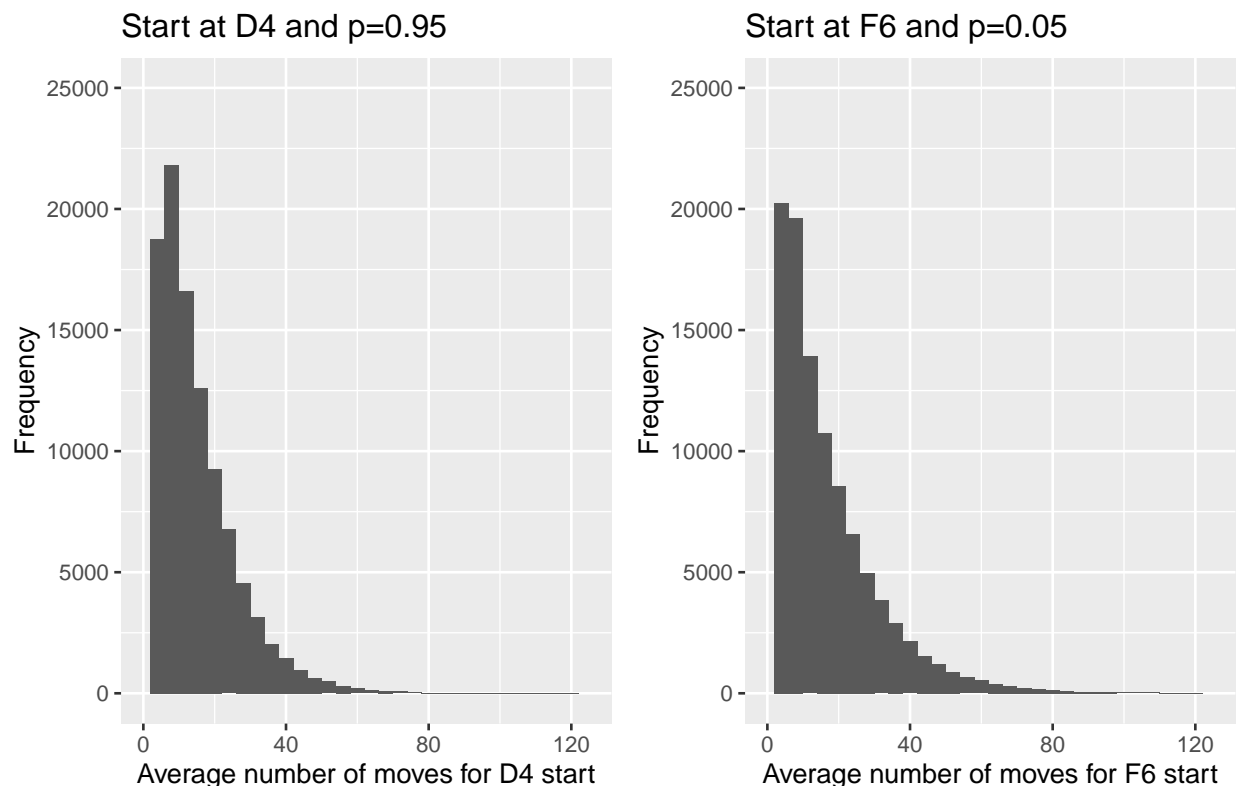 Start at D4 and p=0.95
25000
20000
15000
10000
5000
0
Frequency
0 40 80 120
Average number of moves for D4 start
Start at F6 and p=0.05
25000
20000
15000
10000
5000
0
Frequency
0 40 80 120
Average number of moves for F6 start